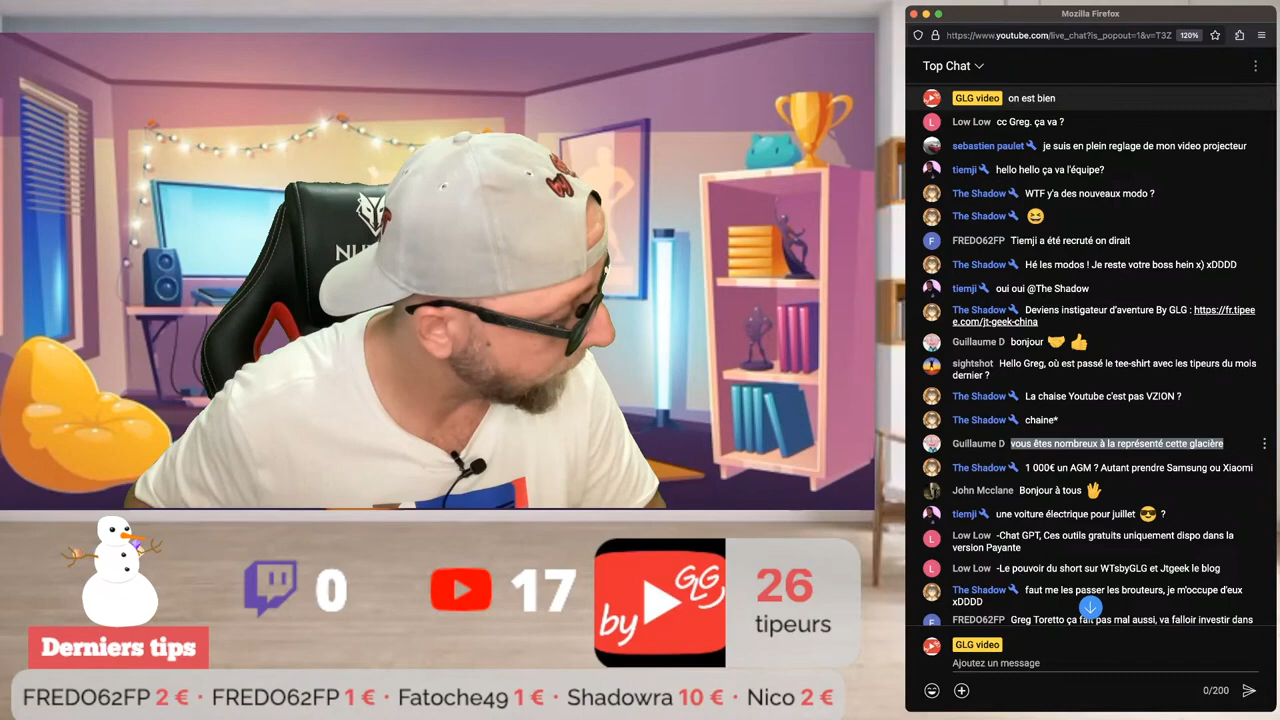 Mozilla Firefox
https://www.youtube.com/live_chat?is_popout=1&v=T3Z
120%
Top Chat
GLG video on est bien
L Low Low cc Greg. ça va ?
sebastien paulet je suis en plein reglage de mon video projecteur
tiemji hello hello ça va l'équipe?
The Shadow WTF y'a des nouveaux modo ?
The Shadow 😆
F FREDO62FP Tiemji a été recruté on dirait
The Shadow Hé les modos ! Je reste votre boss hein x) xDDDD
tiemji oui oui @The Shadow
The Shadow Deviens instigateur d'aventure By GLG : https://fr.tipee
e.com/jt-geek-china
Guillaume D bonjour 🤝 👍
sightshot Hello Greg, où est passé le tee-shirt avec les tipeurs du mois
dernier ?
The Shadow La chaise Youtube c'est pas VZION ?
The Shadow chaine*
Guillaume D vous êtes nombreux à la représenté cette glacière
The Shadow 1 000€ un AGM ? Autant prendre Samsung ou Xiaomi
John Mcclane Bonjour à tous 🖖
tiemji une voiture électrique pour juillet 😎 ?
L Low Low -Chat GPT, Ces outils gratuits uniquement dispo dans la
version Payante
L Low Low -Le pouvoir du short sur WTsbyGLG et Jtgeek le blog
The Shadow faut me les passer les brouteurs, je m'occupe d'eux
xDDDD
F FREDO62FP Greg Toretto ça fait pas mal aussi, va falloir investir dans
GLG video
Ajoutez un message
0/200
NU
0
17
by GLG
26
tipeurs
Derniers tips
FREDO62FP 2 € · FREDO62FP 1 € · Fatoche49 1 € · Shadowra 10 € · Nico 2 €